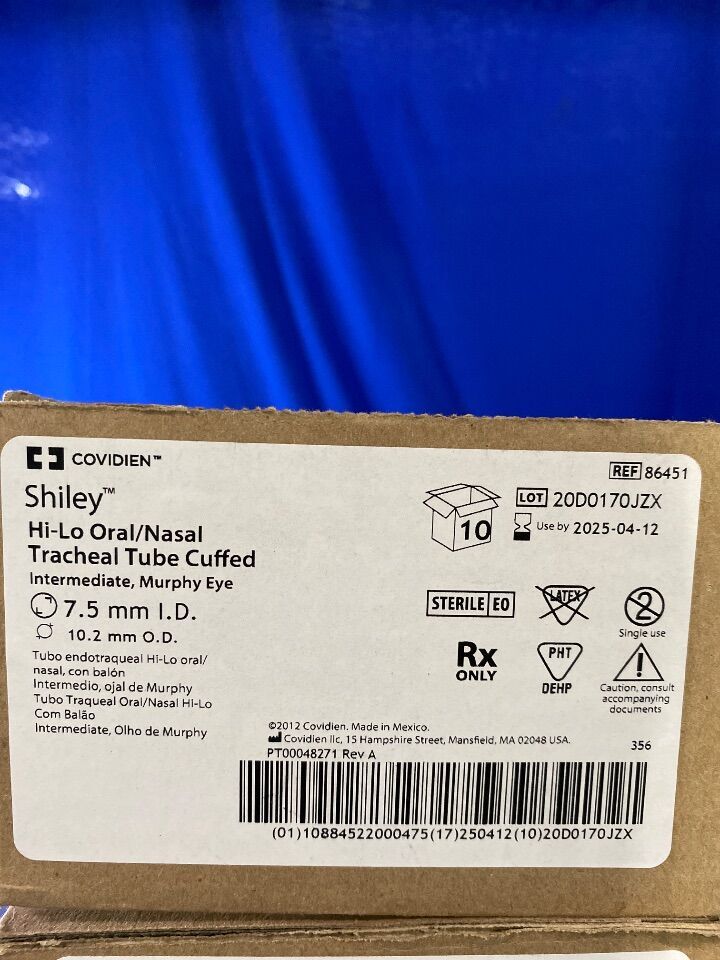 COVIDIEN™
Shiley™
Hi-Lo Oral/Nasal
Tracheal Tube Cuffed
Intermediate, Murphy Eye
7.5 mm I.D.
10.2 mm O.D.
Tubo endotraqueal Hi-Lo oral/
nasal, con balón
Intermedio, ojal de Murphy
Tubo Traqueal Oral/Nasal Hi-Lo
Com Balão
Intermediate, Olho de Murphy
REF 86451
10
LOT 20D0170JZX
Use by 2025-04-12
STERILE EO
LATEX
2
Single use
Rx
ONLY
PHT
DEHP
!
Caution, consult
accompanying
documents
©2012 Covidien. Made in Mexico.
Covidien llc, 15 Hampshire Street, Mansfield, MA 02048 USA.
PT00048271 Rev A
356
(01)10884522000475(17)250412(10)20D0170JZX